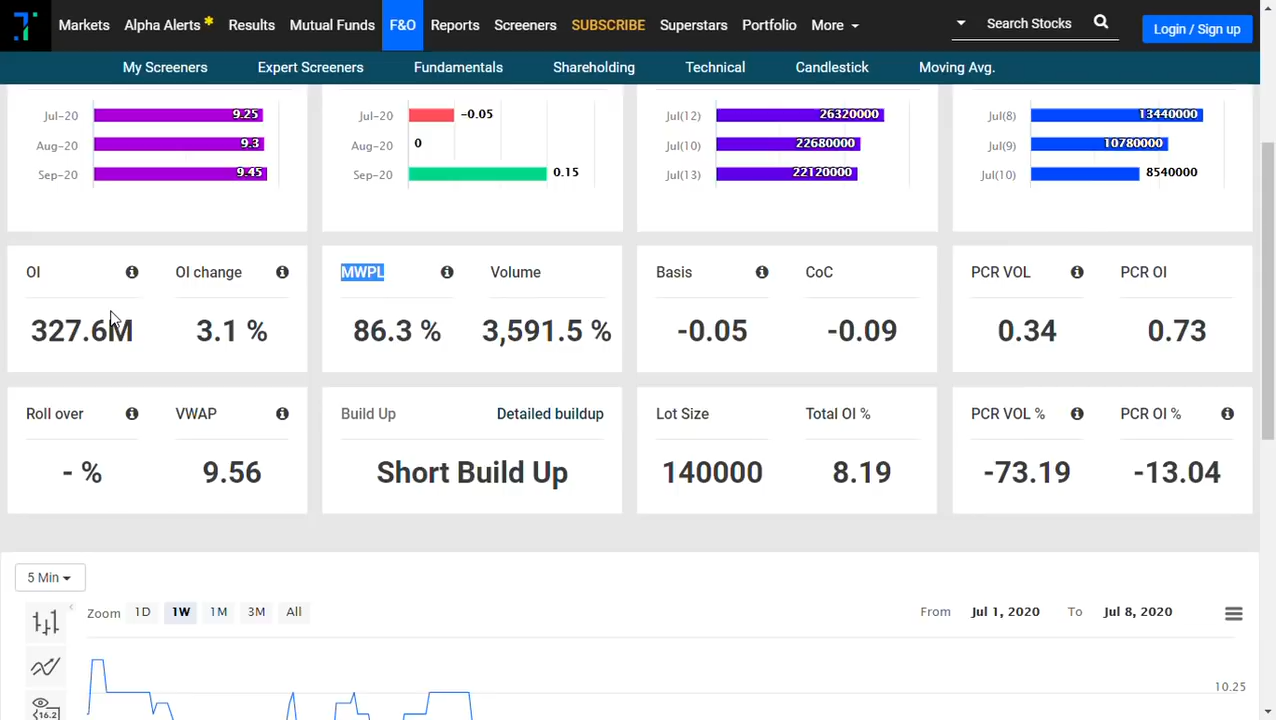 Markets Alpha Alerts Results Mutual Funds F&O Reports Screeners SUBSCRIBE Superstars Portfolio More Search Stocks Login / Sign up
My Screeners Expert Screeners Fundamentals Shareholding Technical Candlestick Moving Avg.
Jul-20 9.25
Aug-20 9.3
Sep-20 9.45
Jul-20 -0.05
Aug-20 0
Sep-20 0.15
Jul(12) 26320000
Jul(10) 22680000
Jul(13) 22120000
Jul(8) 13440000
Jul(9) 10780000
Jul(10) 8540000
OI OI change
327.6M 3.1 %
MWPL Volume
86.3 % 3,591.5 %
Basis CoC
-0.05 -0.09
PCR VOL PCR OI
0.34 0.73
Roll over VWAP
- % 9.56
Build Up Detailed buildup
Short Build Up
Lot Size Total OI %
140000 8.19
PCR VOL % PCR OI %
-73.19 -13.04
5 Min
Zoom 1D 1W 1M 3M All From Jul 1, 2020 To Jul 8, 2020
10.25
16.2